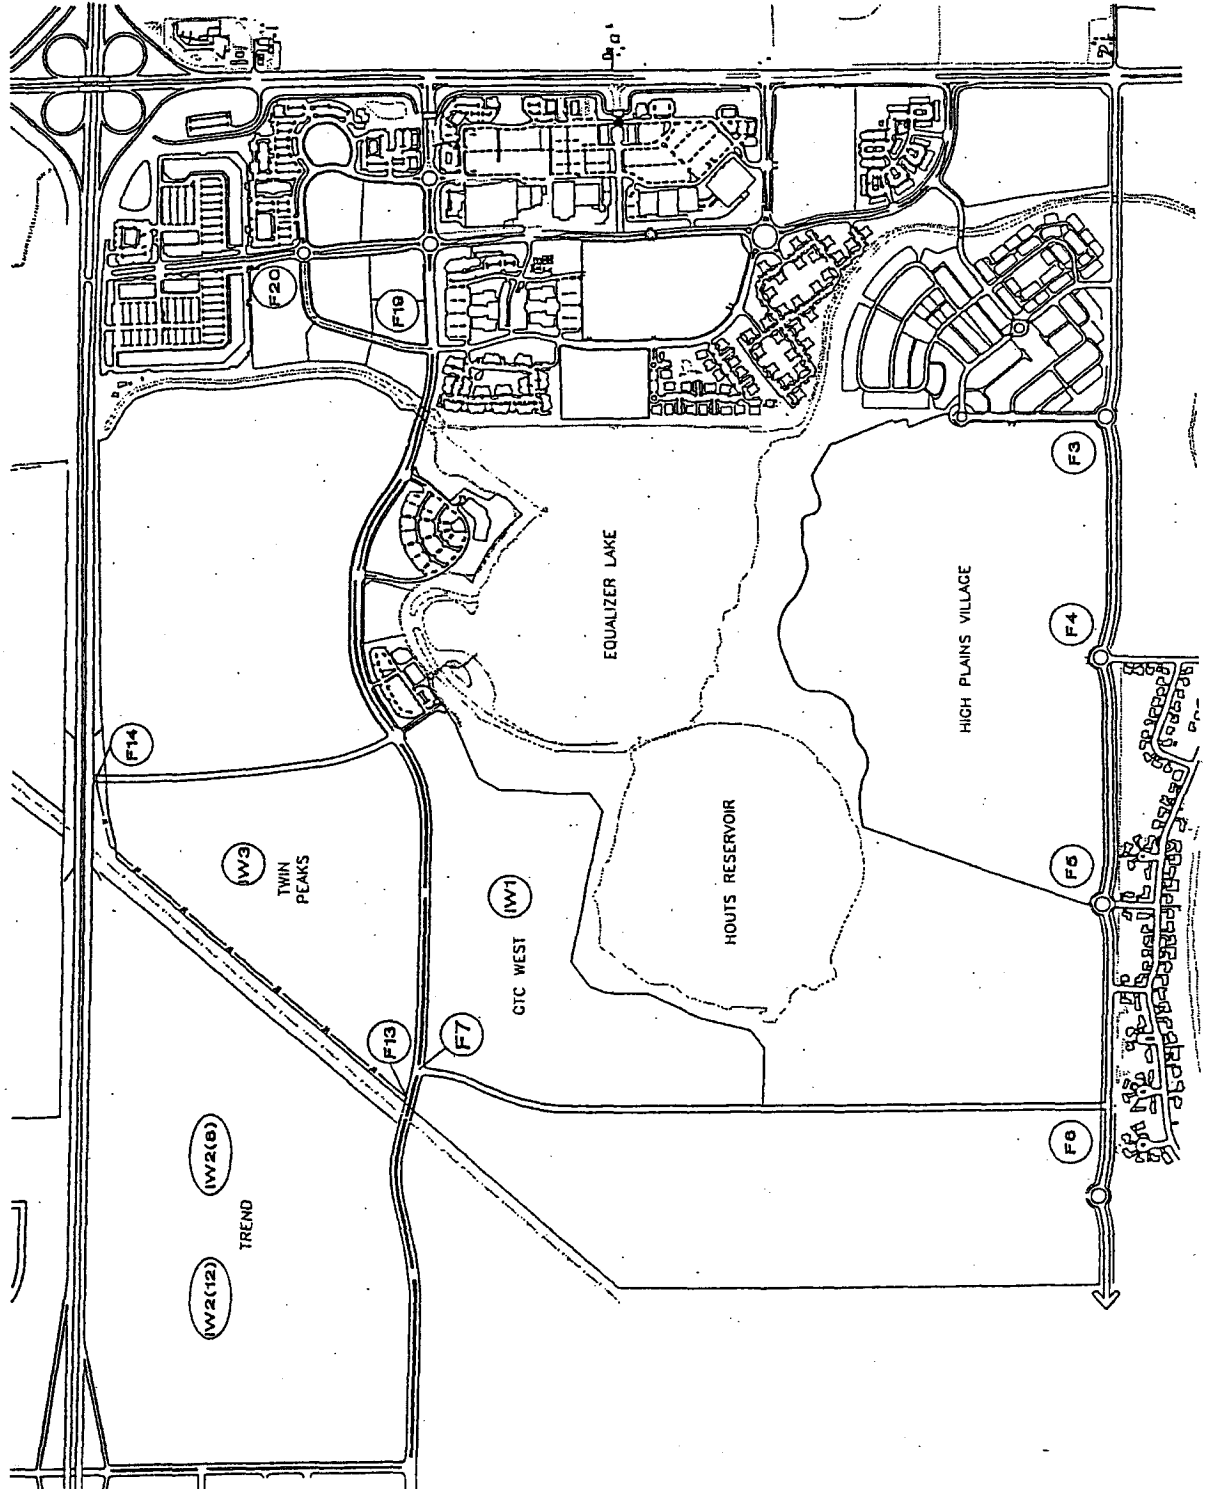 F20
F19
F3
F4
EQUALIZER LAKE
HIGH PLAINS VILLAGE
F14
IW3
TWIN
PEAKS
IW1
GTC WEST
HOUTS RESERVOIR
F5
F13
F7
F6
IW2(8)
TREND
IW2(12)